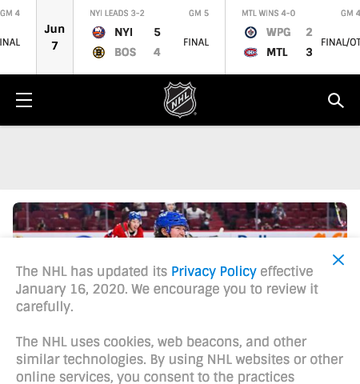 GM 4
INAL
Jun
7
NYI LEADS 3-2 GM 5
NYI 5
BOS 4
FINAL
MTL WINS 4-0 GM 4
WPG 2
MTL 3
FINAL/OT
NHL
The NHL has updated its Privacy Policy effective
January 16, 2020. We encourage you to review it
carefully.
The NHL uses cookies, web beacons, and other
similar technologies. By using NHL websites or other
online services, you consent to the practices